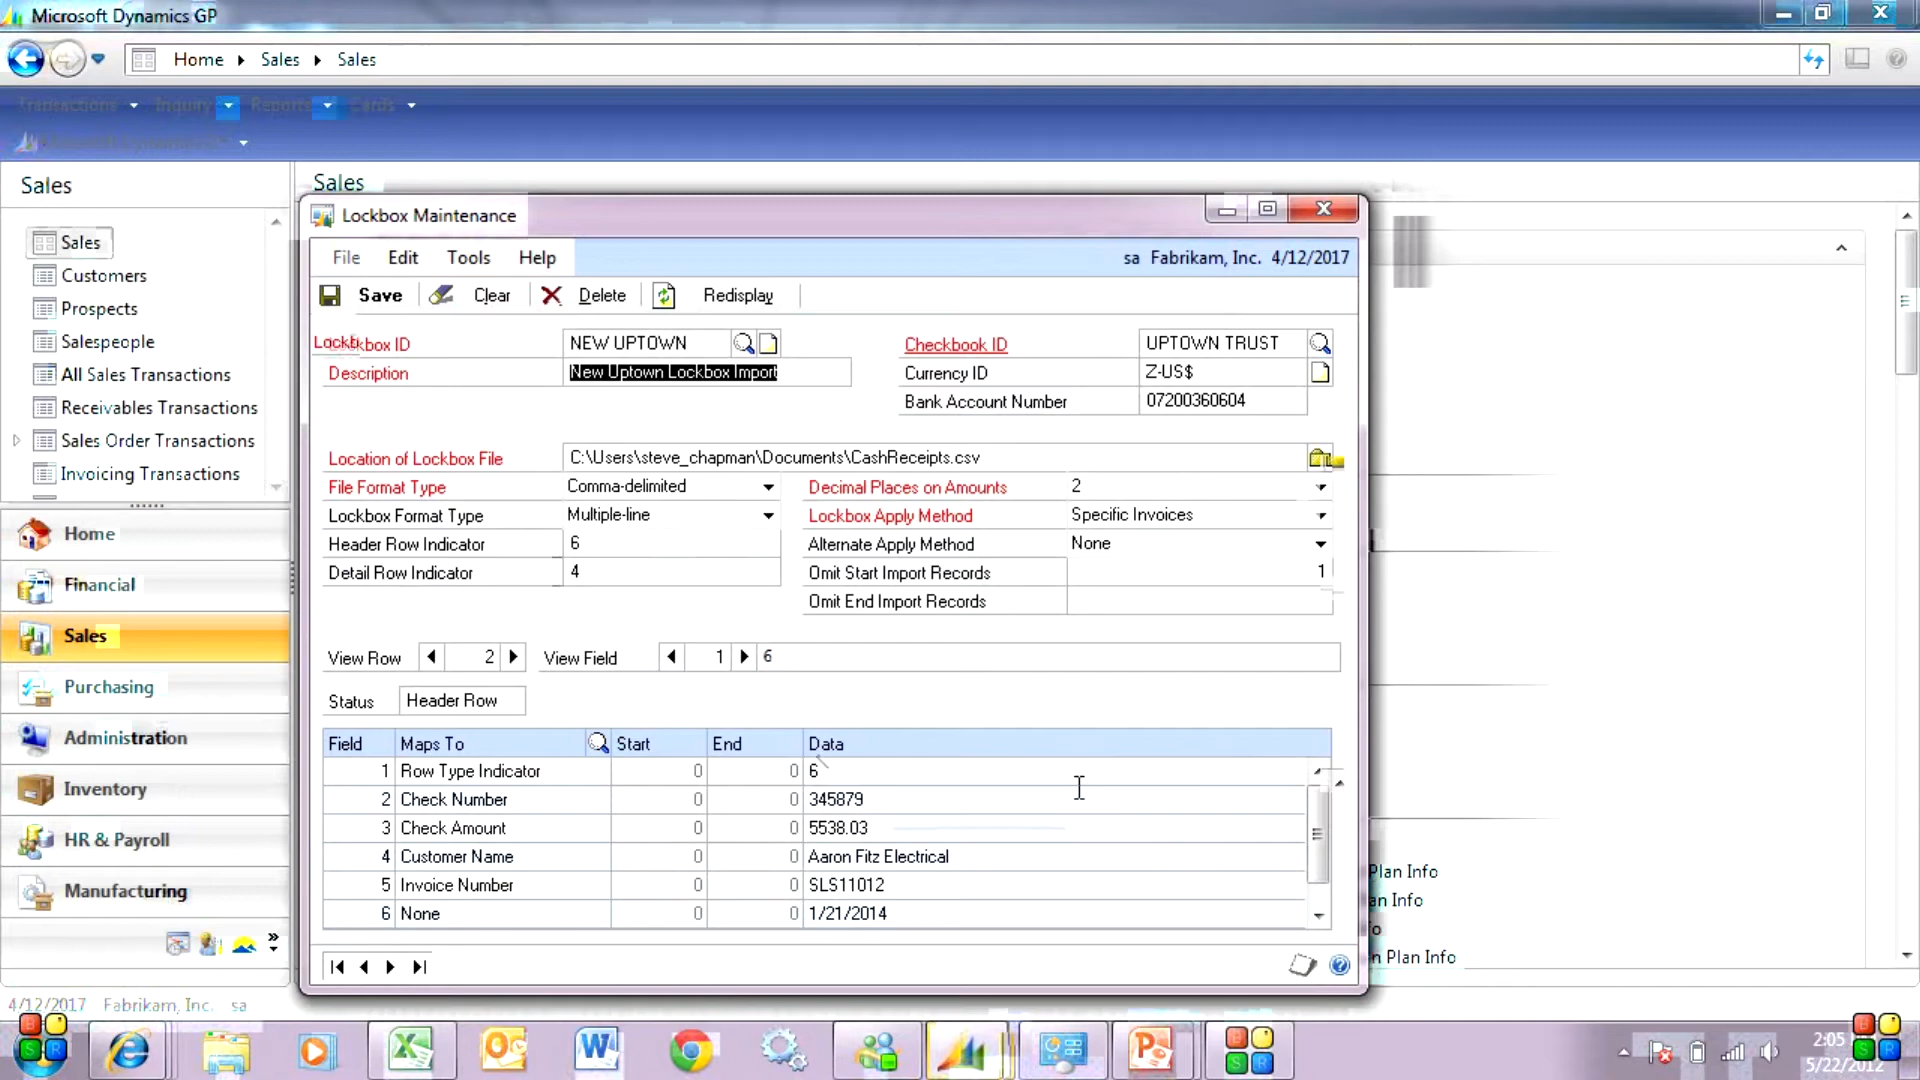 Microsoft Dynamics GP
Home Sales Sales
Transactions Inquiry Reports Cards
Sales
Sales
Sales
Customers
Prospects
Salespeople
All Sales Transactions
Receivables Transactions
Sales Order Transactions
Invoicing Transactions
Home
Financial
Sales
Purchasing
Administration
Inventory
HR & Payroll
Manufacturing
4/12/2017 Fabrikam, Inc. sa
Lockbox Maintenance
File Edit Tools Help
sa Fabrikam, Inc. 4/12/2017
Save Clear Delete Redisplay
Lockbox ID NEW UPTOWN
Checkbook ID UPTOWN TRUST
Description New Uptown Lockbox Import
Currency ID Z-US$
Bank Account Number 07200360604
Location of Lockbox File C:\Users\steve_chapman\Documents\CashReceipts.csv
File Format Type Comma-delimited
Decimal Places on Amounts 2
Lockbox Format Type Multiple-line
Lockbox Apply Method Specific Invoices
Header Row Indicator 6
Alternate Apply Method None
Detail Row Indicator 4
Omit Start Import Records 1
Omit End Import Records
View Row 2 View Field 1 6
Status Header Row
Field Maps To Start End Data
1 Row Type Indicator 0 0 6
2 Check Number 0 0 345879
3 Check Amount 0 0 5538.03
4 Customer Name 0 0 Aaron Fitz Electrical
5 Invoice Number 0 0 SLS11012
6 None 0 0 1/21/2014
Plan Info
an Info
o
n Plan Info
2:05
5/22/2012